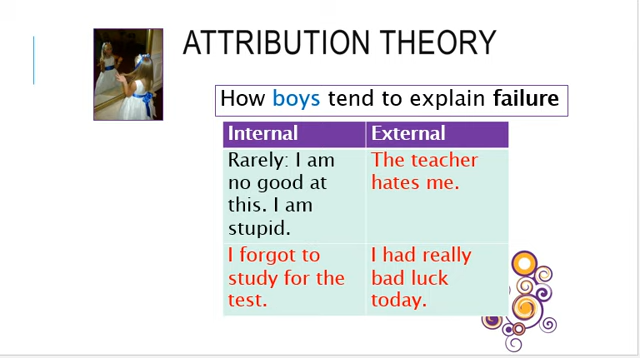 ATTRIBUTION THEORY
How boys tend to explain failure
Internal
External
Rarely: I am
no good at
this. I am
stupid.
The teacher
hates me.
I forgot to
study for the
test.
I had really
bad luck
today.